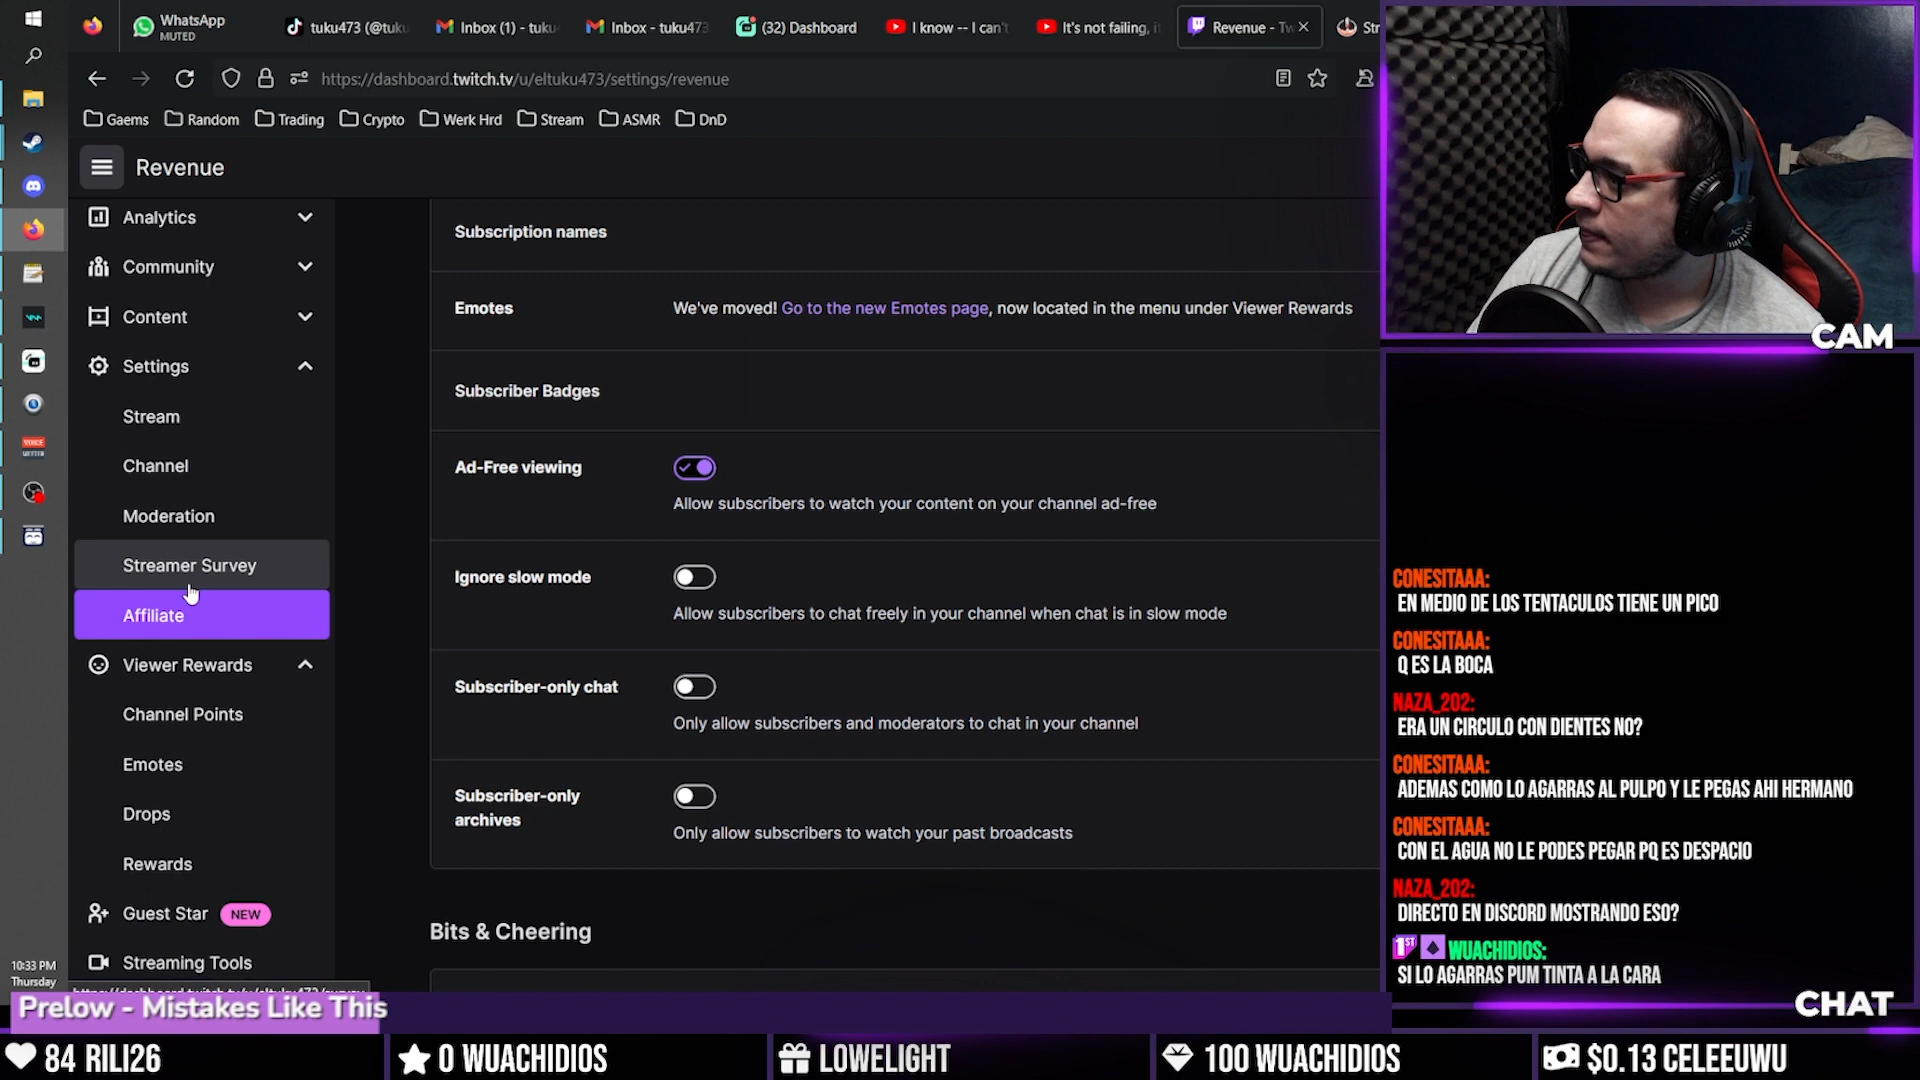 WhatsApp
MUTED
tuku473 (@tuku
Inbox (1) - tuku
Inbox - tuku473
(32) Dashboard
I know -- I can't
It's not failing, i
Revenue - Tw
Str
https://dashboard.twitch.tv/u/eltuku473/settings/revenue
Gaems
Random
Trading
Crypto
Werk Hrd
Stream
ASMR
DnD
Revenue
Analytics
Community
Content
Settings
Stream
Channel
Moderation
Streamer Survey
Affiliate
Viewer Rewards
Channel Points
Emotes
Drops
Rewards
Guest Star NEW
Streaming Tools
Subscription names
Emotes
We've moved! Go to the new Emotes page, now located in the menu under Viewer Rewards
Subscriber Badges
Ad-Free viewing
Allow subscribers to watch your content on your channel ad-free
Ignore slow mode
Allow subscribers to chat freely in your channel when chat is in slow mode
Subscriber-only chat
Only allow subscribers and moderators to chat in your channel
Subscriber-only
archives
Only allow subscribers to watch your past broadcasts
Bits & Cheering
CAM
CONESITAAA:
EN MEDIO DE LOS TENTACULOS TIENE UN PICO
CONESITAAA:
Q ES LA BOCA
NAZA_202:
ERA UN CIRCULO CON DIENTES NO?
CONESITAAA:
ADEMAS COMO LO AGARRAS AL PULPO Y LE PEGAS AHI HERMANO
CONESITAAA:
CON EL AGUA NO LE PODES PEGAR PQ ES DESPACIO
NAZA_202:
DIRECTO EN DISCORD MOSTRANDO ESO?
1ST WUACHIDIOS:
SI LO AGARRAS PUM TINTA A LA CARA
CHAT
10:33 PM
Thursday
Prelow - Mistakes Like This
84 RILI26
0 WUACHIDIOS
LOWELIGHT
100 WUACHIDIOS
$0.13 CELEEUWU